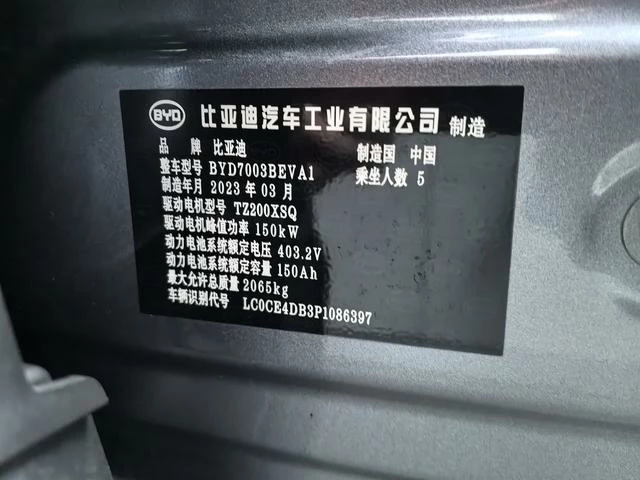 BYD 比亚迪汽车工业有限公司 制造
品 牌 比亚迪 制造国 中国
整车型号 BYD7003BEVA1 乘坐人数 5
制造年月 2023 年 03 月
驱动电机型号 TZ200XSQ
驱动电机峰值功率 150kW
动力电池系统额定电压 403.2V
动力电池系统额定容量 150Ah
最大允许总质量 2065kg
车辆识别代号 LC0CE4DB3P1086397